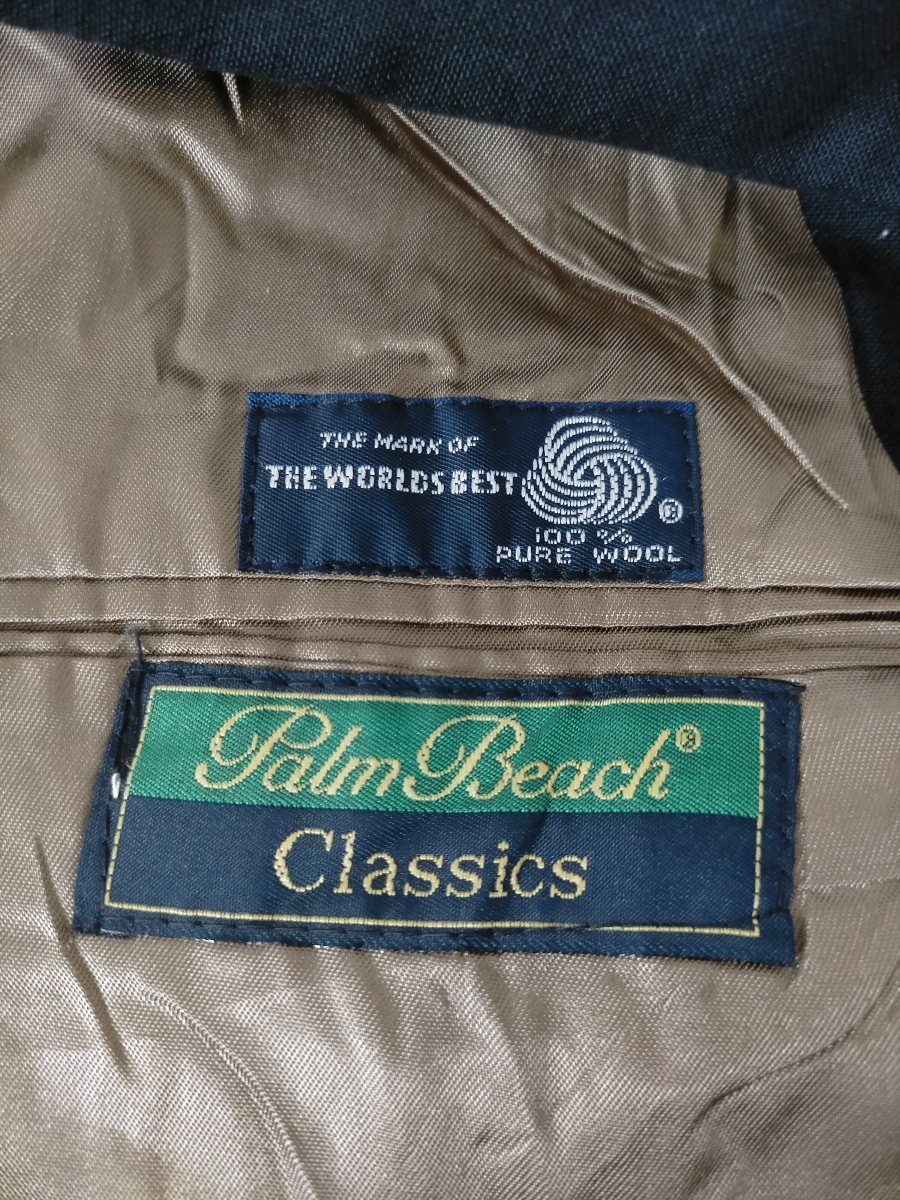 THE MARK OF
THE WORLDS BEST
®
100 %
PURE WOOL
Palm Beach®
Classics